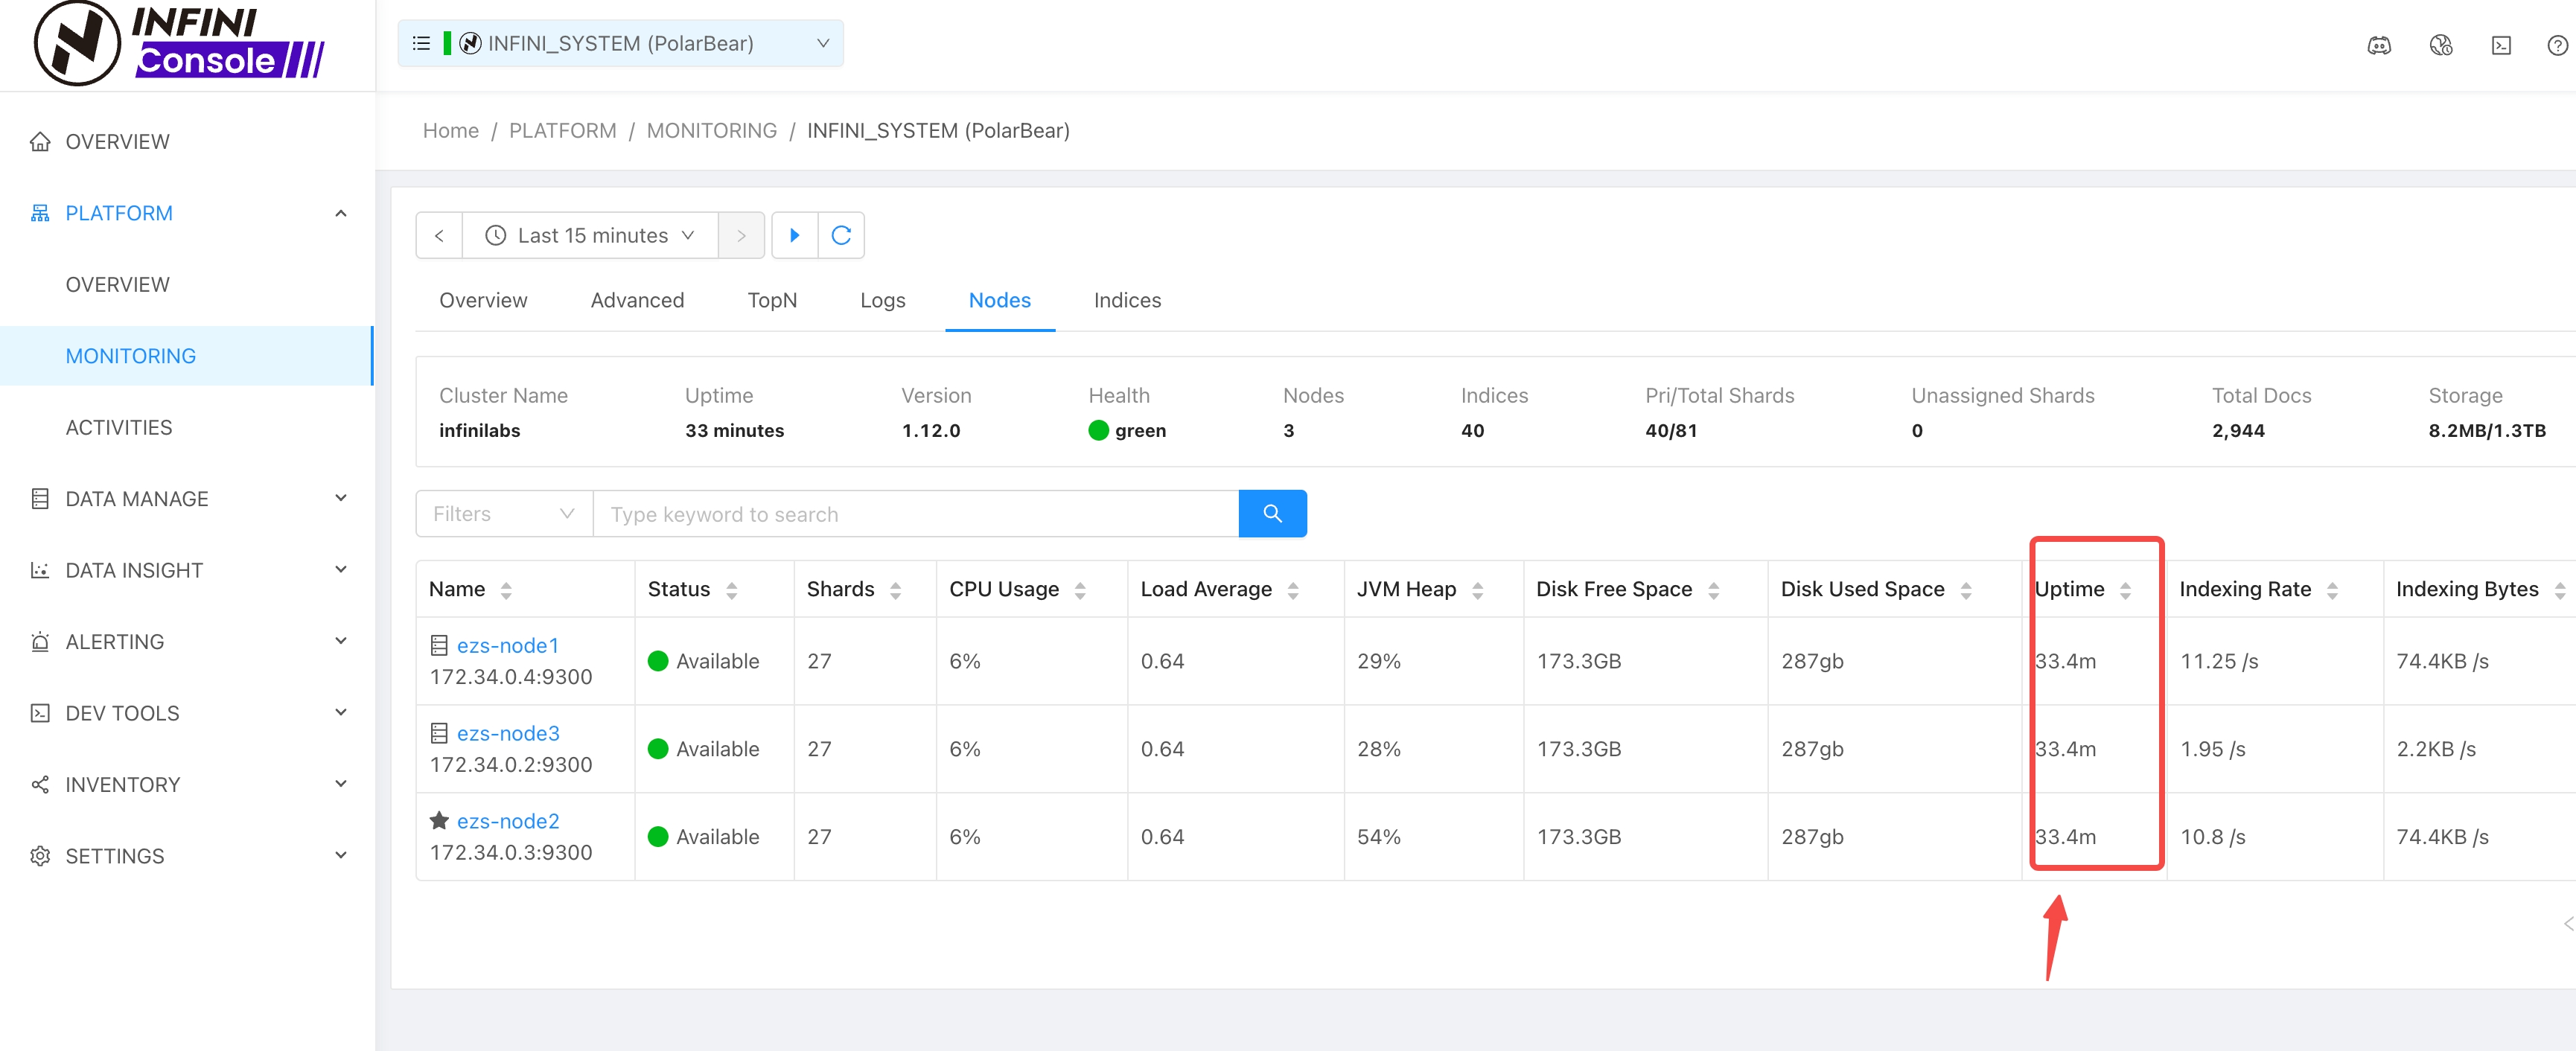 INFINI
Console
INFINI_SYSTEM (PolarBear)
Home / PLATFORM / MONITORING / INFINI_SYSTEM (PolarBear)
OVERVIEW
PLATFORM
OVERVIEW
MONITORING
ACTIVITIES
DATA MANAGE
DATA INSIGHT
ALERTING
DEV TOOLS
INVENTORY
SETTINGS
Last 15 minutes
Overview Advanced TopN Logs Nodes Indices
Cluster Name Uptime Version Health Nodes Indices Pri/Total Shards Unassigned Shards Total Docs Storage
infinilabs 33 minutes 1.12.0 green 3 40 40/81 0 2,944 8.2MB/1.3TB
Filters Type keyword to search
Name Status Shards CPU Usage Load Average JVM Heap Disk Free Space Disk Used Space Uptime Indexing Rate Indexing Bytes
ezs-node1
172.34.0.4:9300 Available 27 6% 0.64 29% 173.3GB 287gb 33.4m 11.25 /s 74.4KB /s
ezs-node3
172.34.0.2:9300 Available 27 6% 0.64 28% 173.3GB 287gb 33.4m 1.95 /s 2.2KB /s
ezs-node2
172.34.0.3:9300 Available 27 6% 0.64 54% 173.3GB 287gb 33.4m 10.8 /s 74.4KB /s